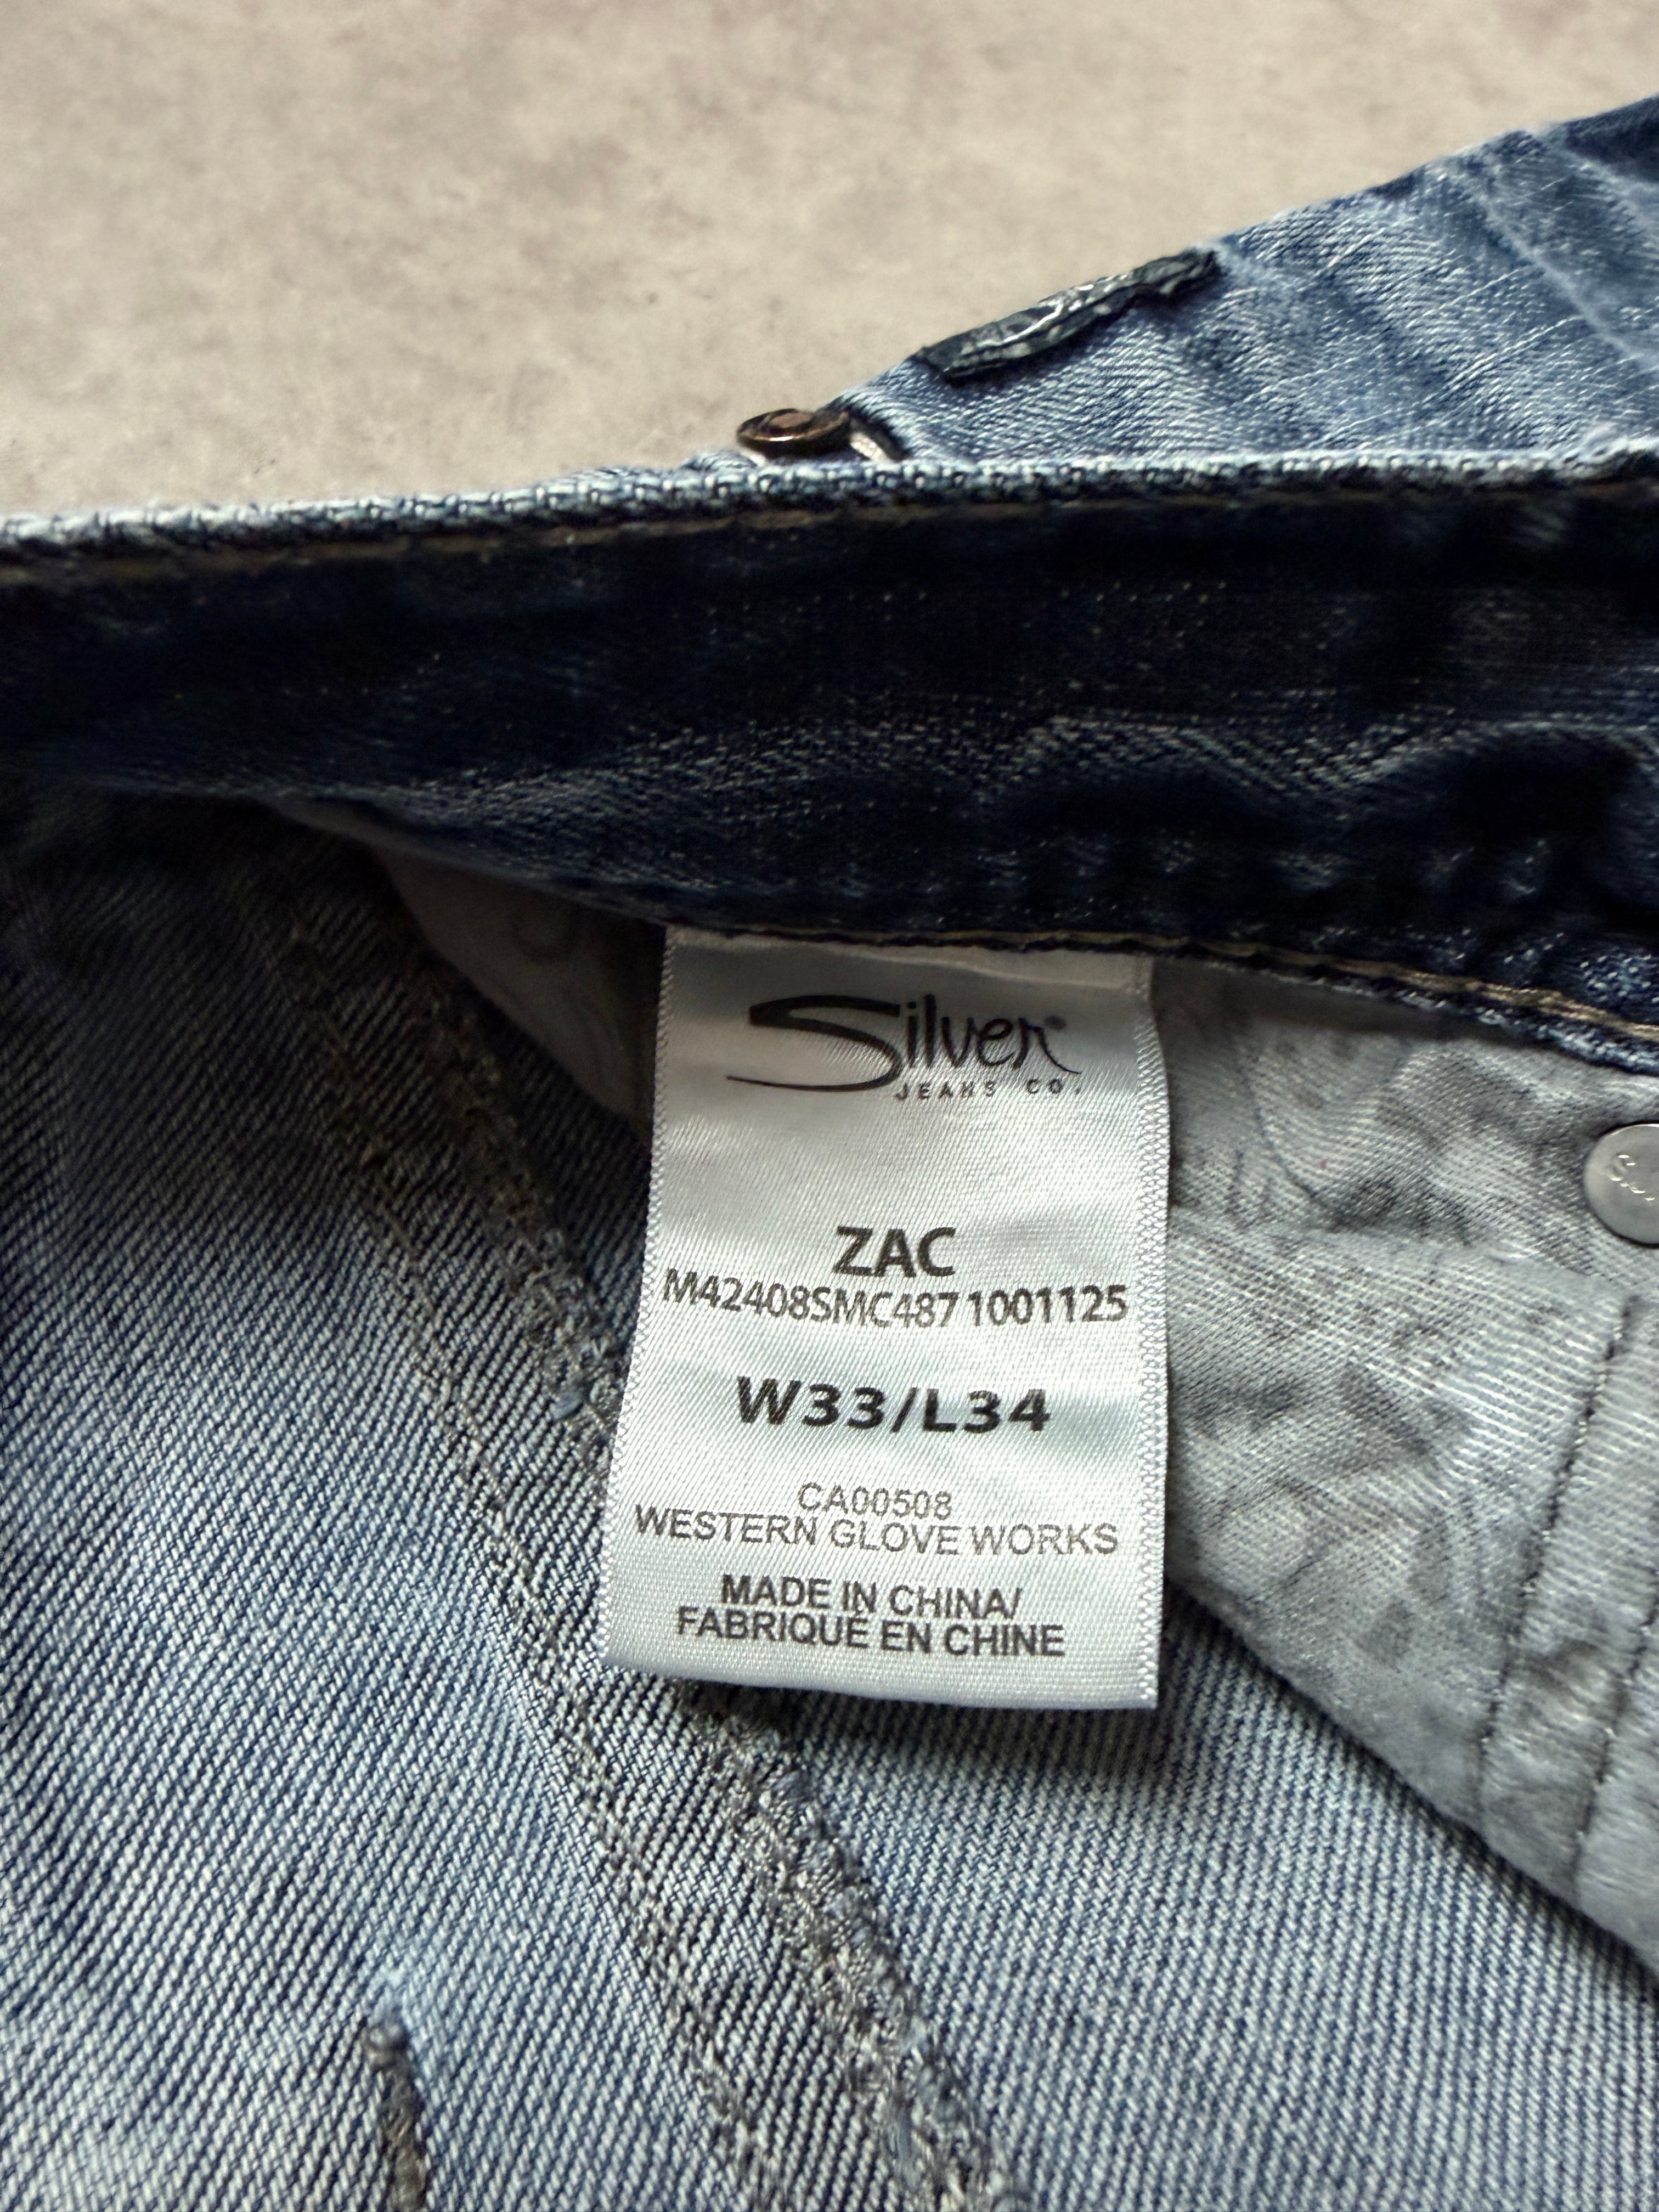 Silver®
JEANS CO.
ZAC
M42408SMC487 1001125
W33/L34
CA00508
WESTERN GLOVE WORKS
MADE IN CHINA/
FABRIQUÉ EN CHINE